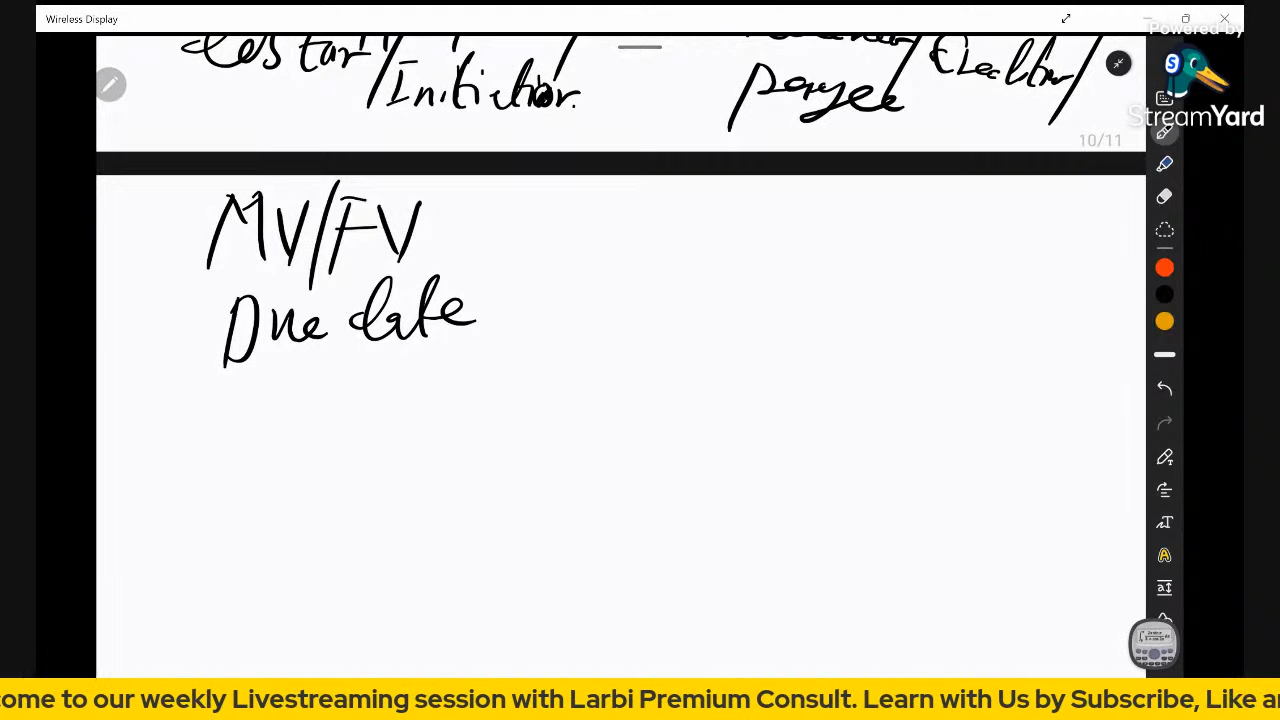 Wireless Display
Powered by
StreamYard
Initiator.
payee
10/11
MV/FV
Due date
come to our weekly Livestreaming session with Larbi Premium Consult. Learn with Us by Subscribe, Like a